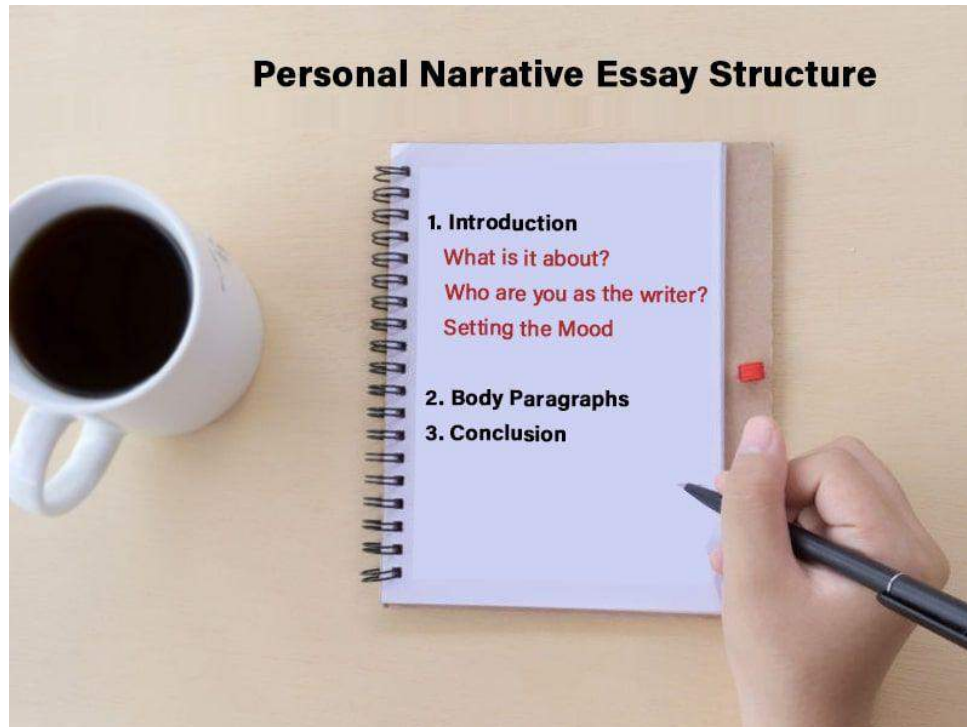 Personal Narrative Essay Structure
1. Introduction
What is it about?
Who are you as the writer?
Setting the Mood
2. Body Paragraphs
3. Conclusion